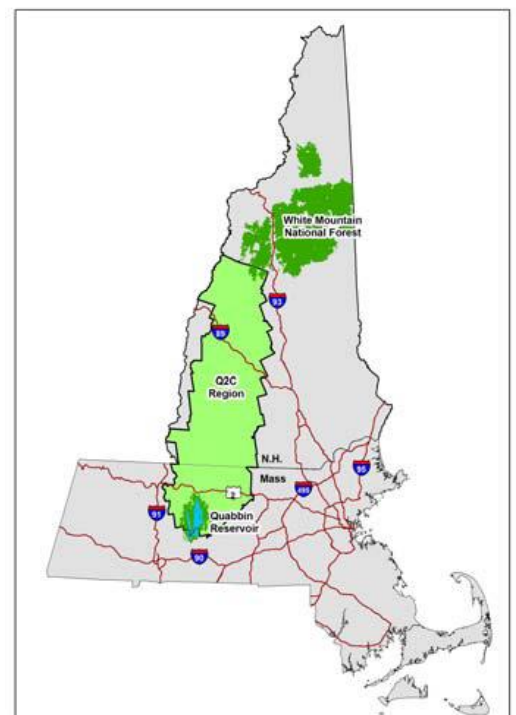 White Mountain
National Forest
93
89
Q2C
Region
N.H.
Mass
95
2
495
91
Quabbin
Reservoir
90